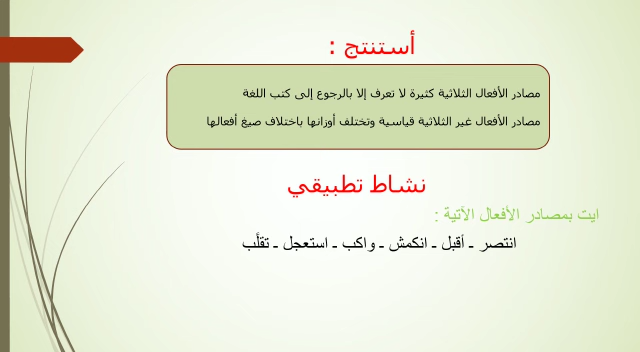 أستنتج :
مصادر الأفعال الثلاثية كثيرة لا تعرف إلا بالرجوع إلى كتب اللغة
مصادر الأفعال غير الثلاثية قياسية وتختلف أوزانها باختلاف صيغ أفعالها
نشاط تطبيقي
ايت بمصادر الأفعال الآتية :
انتصر ـ أقبل ـ انكمش ـ واكب ـ استعجل ـ تقلَّب